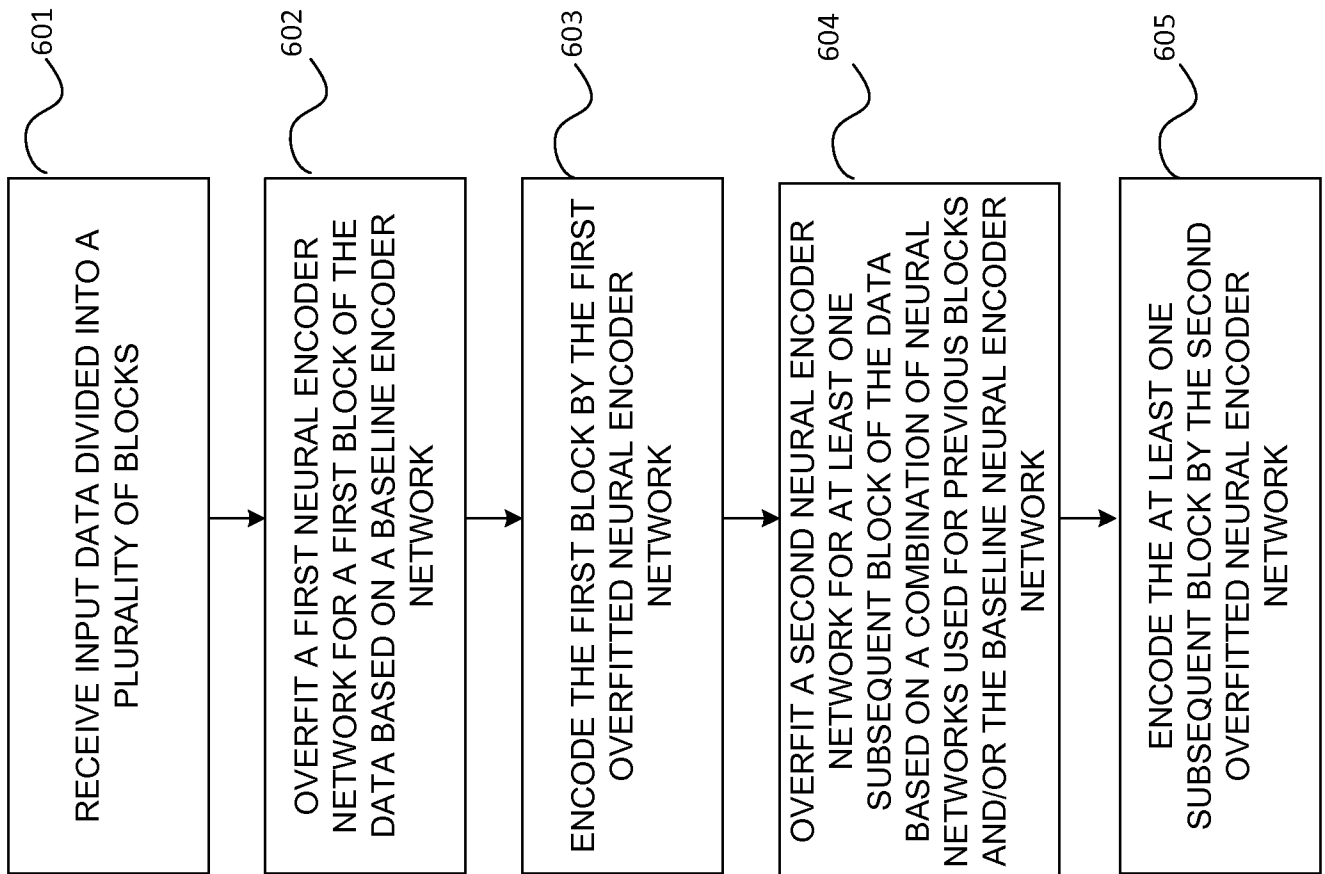 601
RECEIVE INPUT DATA DIVIDED INTO A
PLURALITY OF BLOCKS
602
OVERFIT A FIRST NEURAL ENCODER
NETWORK FOR A FIRST BLOCK OF THE
DATA BASED ON A BASELINE ENCODER
NETWORK
603
ENCODE THE FIRST BLOCK BY THE FIRST
OVERFITTED NEURAL ENCODER
NETWORK
604
OVERFIT A SECOND NEURAL ENCODER
NETWORK FOR AT LEAST ONE
SUBSEQUENT BLOCK OF THE DATA
BASED ON A COMBINATION OF NEURAL
NETWORKS USED FOR PREVIOUS BLOCKS
AND/OR THE BASELINE NEURAL ENCODER
NETWORK
605
ENCODE THE AT LEAST ONE
SUBSEQUENT BLOCK BY THE SECOND
OVERFITTED NEURAL ENCODER
NETWORK